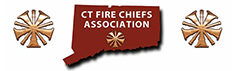 CT FIRE CHIEFS
ASSOCIATION